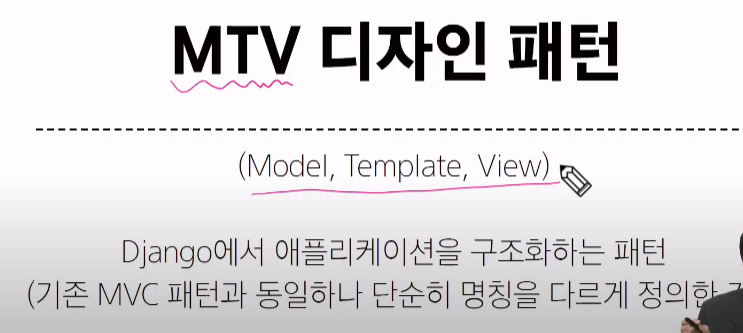 MTV 디자인 패턴
(Model, Template, View)
Django에서 애플리케이션을 구조화하는 패턴
(기존 MVC 패턴과 동일하나 단순히 명칭을 다르게 정의한